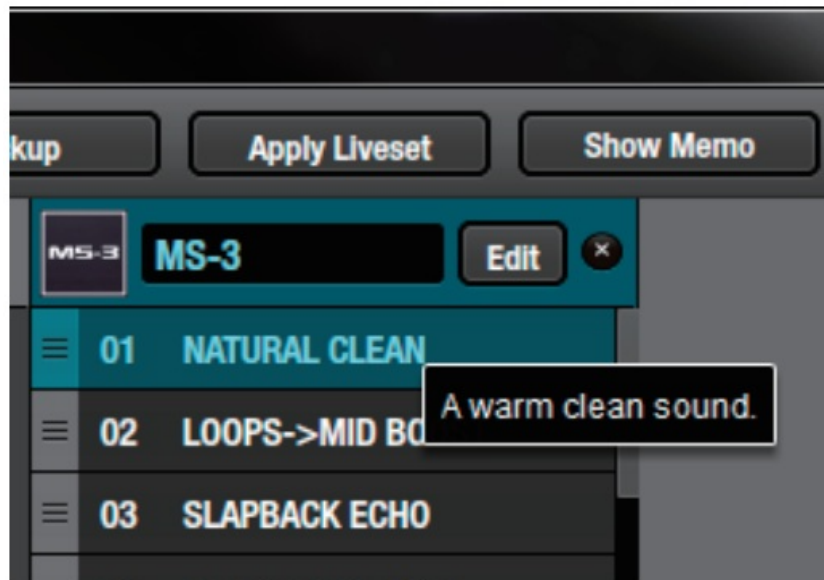 kup Apply Liveset Show Memo
MS-3 MS-3 Edit
01 NATURAL CLEAN
A warm clean sound.
02 LOOPS->MID
03 SLAPBACK ECHO